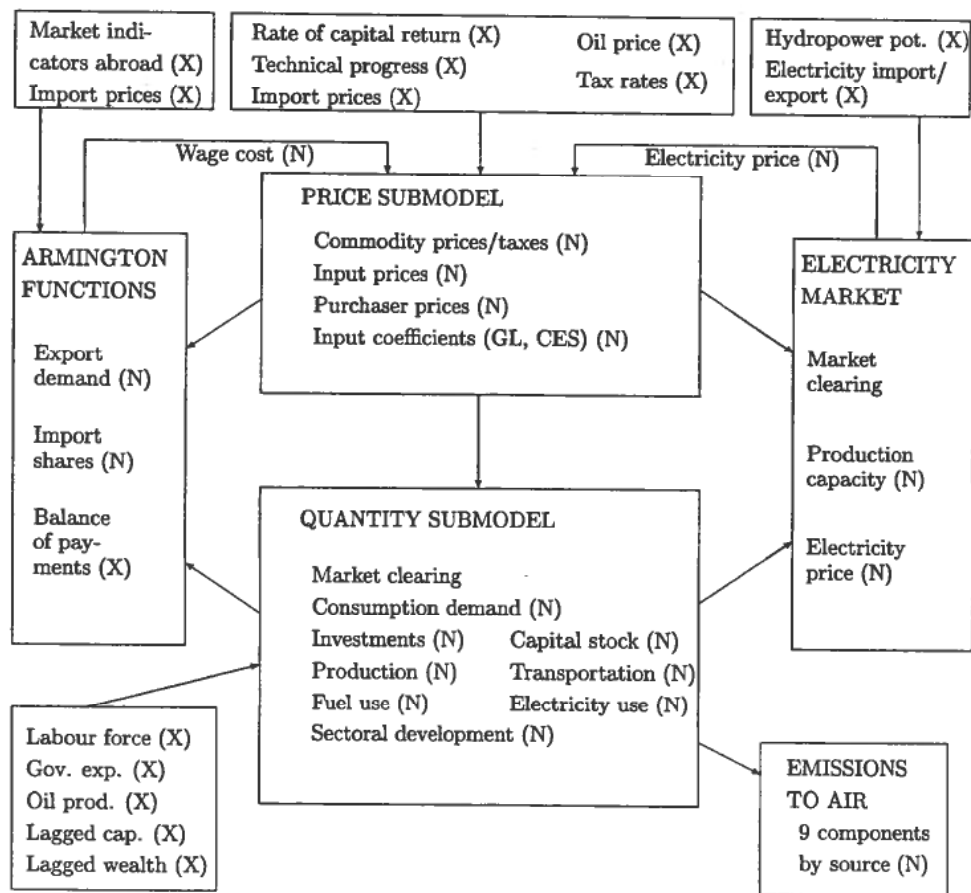 Market indi-
cators abroad (X)
Import prices (X)
Rate of capital return (X)
Technical progress (X)
Import prices (X)
Oil price (X)
Tax rates (X)
Hydropower pot. (X)
Electricity import/
export (X)
Wage cost (N)
Electricity price (N)
PRICE SUBMODEL
Commodity prices/taxes (N)
Input prices (N)
Purchaser prices (N)
Input coefficients (GL, CES) (N)
ARMINGTON
FUNCTIONS
Export
demand (N)
Import
shares (N)
Balance
of pay-
ments (X)
ELECTRICITY
MARKET
Market
clearing
Production
capacity (N)
Electricity
price (N)
QUANTITY SUBMODEL
Market clearing
Consumption demand (N)
Investments (N) Capital stock (N)
Production (N) Transportation (N)
Fuel use (N) Electricity use (N)
Sectoral development (N)
Labour force (X)
Gov. exp. (X)
Oil prod. (X)
Lagged cap. (X)
Lagged wealth (X)
EMISSIONS
TO AIR
9 components
by source (N)